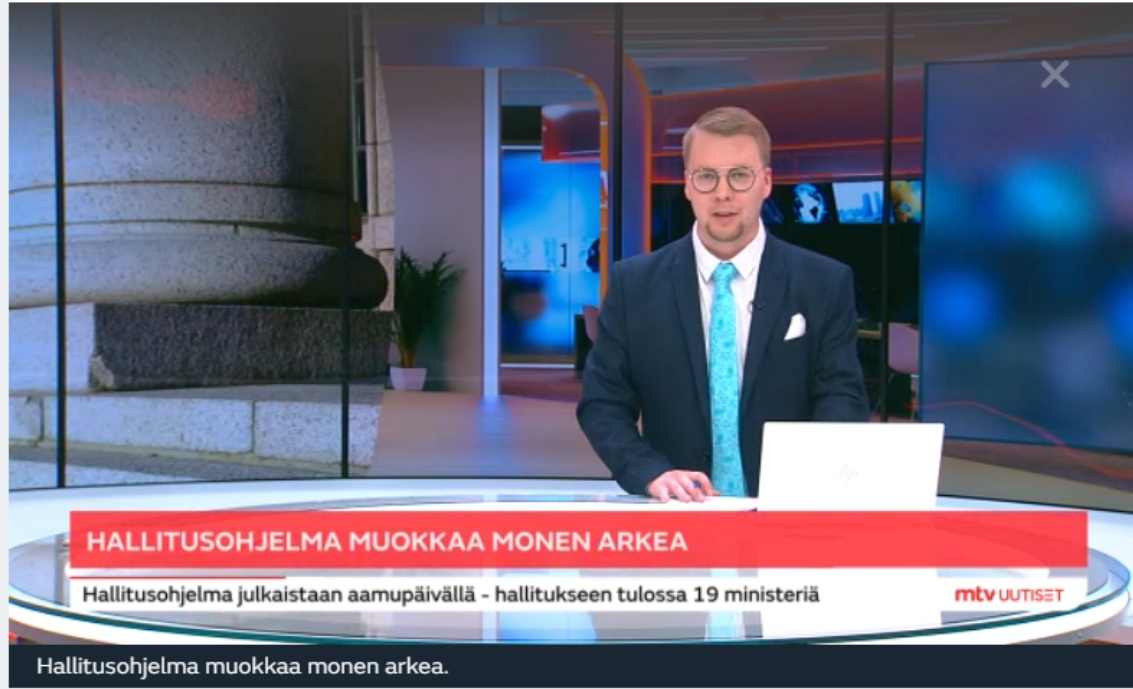 HALLITUSOHJELMA MUOKKAA MONEN ARKEA
Hallitusohjelma julkaistaan aamupäivällä - hallitukseen tulossa 19 ministeriä
mtv UUTISET
Hallitusohjelma muokkaa monen arkea.